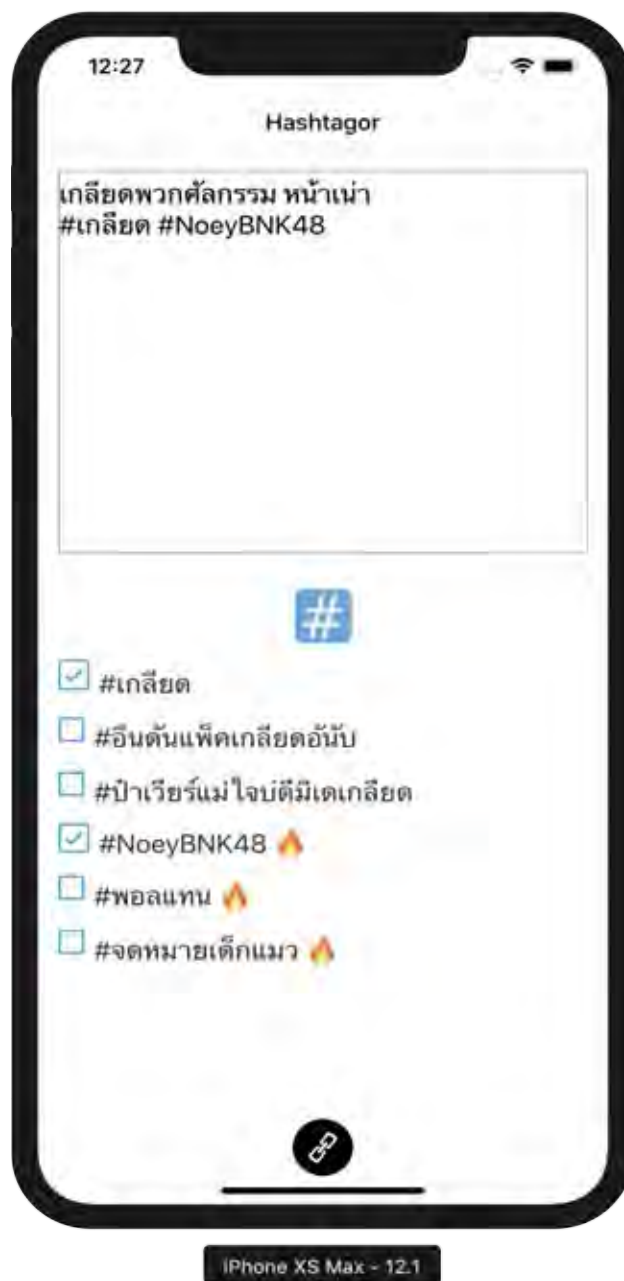 12:27
Hashtagor
เกลียดพวกศัลกรรม หน้าเน่า
#เกลียด #NoeyBNK48
#
#เกลียด
#อินดันแพ็คเกลียดอันับ
#ป๋าเวียร์แม่ใจบ่ดีมีเดเกลียด
#NoeyBNK48 🔥
#พอลแทน 🔥
#จดหมายเด็กแมว 🔥
iPhone XS Max - 12.1